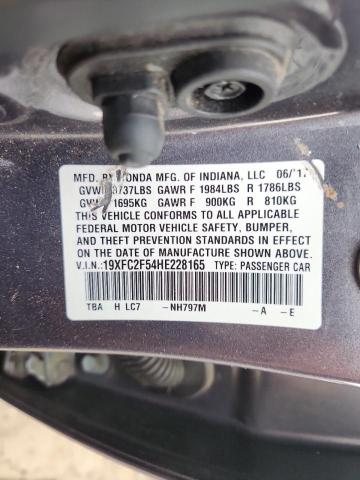 MFD. BY HONDA MFG. OF INDIANA, LLC 06/17
GVWR 3737LBS GAWR F 1984LBS R 1786LBS
GVWR 1695KG GAWR F 900KG R 810KG
THIS VEHICLE CONFORMS TO ALL APPLICABLE
FEDERAL MOTOR VEHICLE SAFETY, BUMPER,
AND THEFT PREVENTION STANDARDS IN EFFECT
ON THE DATE OF MANUFACTURE SHOWN ABOVE.
V.I.N.: 19XFC2F54HE228165 TYPE: PASSENGER CAR
TBA H LC7 -NH797M -A -E